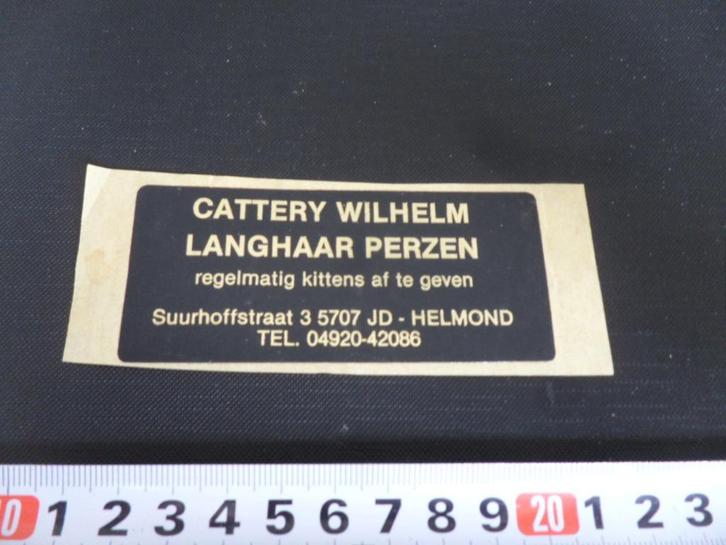 CATTERY WILHELM
LANGHAAR PERZEN
regelmatig kittens af te geven
Suurhoffstraat 3 5707 JD - HELMOND
TEL. 04920-42086
10 1 2 3 4 5 6 7 8 9 20 1 2 3